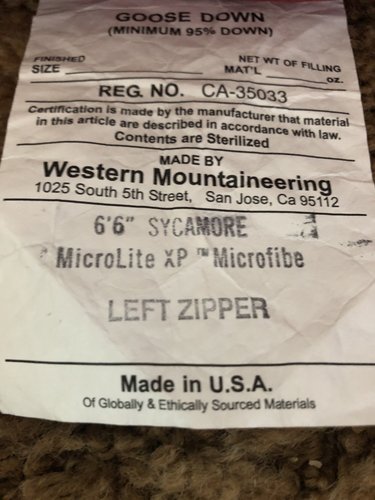 GOOSE DOWN
(MINIMUM 95% DOWN)
FINISHED NET WT OF FILLING
SIZE MAT'L OZ.
REG. NO. CA-35033
Certification is made by the manufacturer that material
in this article are described in accordance with law.
Contents are Sterilized
MADE BY
Western Mountaineering
1025 South 5th Street, San Jose, Ca 95112
6'6" SYCAMORE
MicroLite XP ™ Microfibe
LEFT ZIPPER
Made in U.S.A.
Of Globally & Ethically Sourced Materials